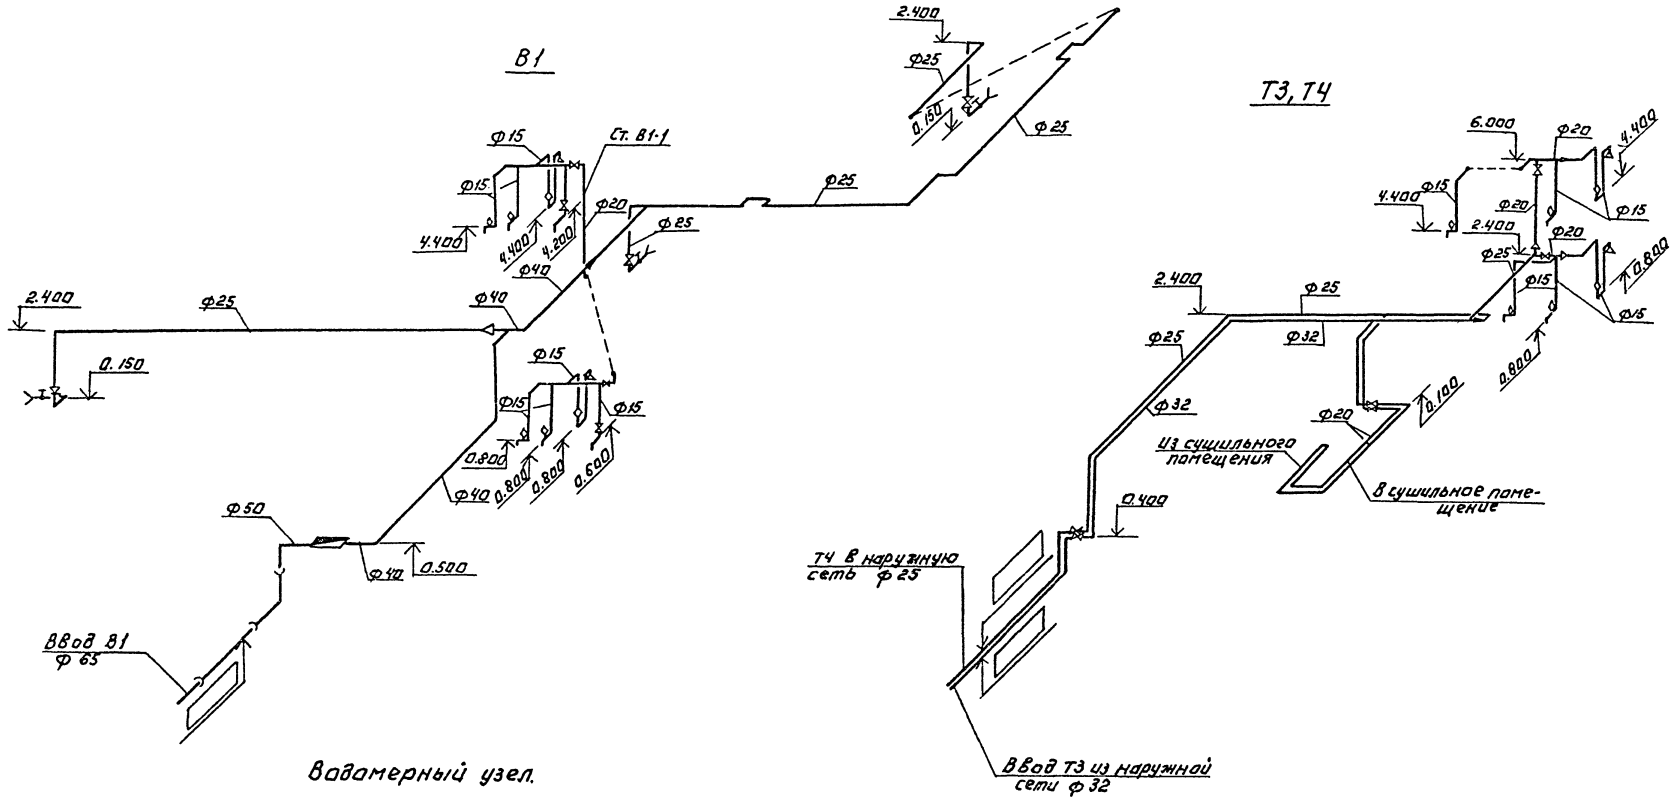 В1
2.400
ф25
0.150
ф25
Т3, Т4
6.000
ф20
4.400
ф15
4.400
ф20
ф15
2.400
ф20
ф25
ф15
0.800
ф15
0.800
ф15
Ст. В1-1
ф15
ф20
4.400
4.400
4.200
ф25
ф25
ф40
2.400
ф25
ф40
0.150
ф15
ф15
ф15
0.800
0.800
0.800
0.600
ф40
ф50
ф40
0.500
Ввод В1
ф 65
Водомерный узел.
2.400
ф25
ф32
ф25
ф32
0.100
ф20
Из сушильного
помещения
В сушильное поме-
щение
0.400
Т4 в наружную
сеть ф 25
Ввод Т3 из наружной
сети ф 32